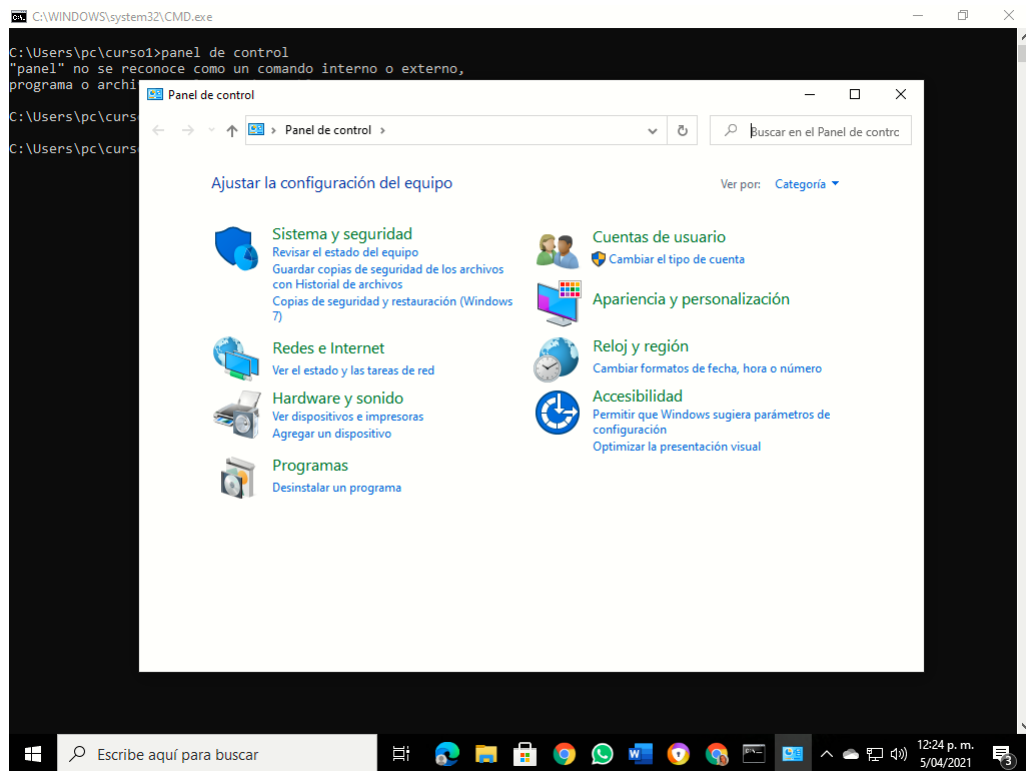 C:\WINDOWS\system32\CMD.exe
C:\Users\pc\curso1>panel de control
"panel" no se reconoce como un comando interno o externo,
programa o archi
C:\Users\pc\curs
C:\Users\pc\curs
Panel de control
Panel de control
Buscar en el Panel de contrc
Ajustar la configuración del equipo
Ver por: Categoría
Sistema y seguridad
Revisar el estado del equipo
Guardar copias de seguridad de los archivos
con Historial de archivos
Copias de seguridad y restauración (Windows
7)
Redes e Internet
Ver el estado y las tareas de red
Hardware y sonido
Ver dispositivos e impresoras
Agregar un dispositivo
Programas
Desinstalar un programa
Cuentas de usuario
Cambiar el tipo de cuenta
Apariencia y personalización
Reloj y región
Cambiar formatos de fecha, hora o número
Accesibilidad
Permitir que Windows sugiera parámetros de
configuración
Optimizar la presentación visual
Escribe aquí para buscar
12:24 p. m.
5/04/2021
3